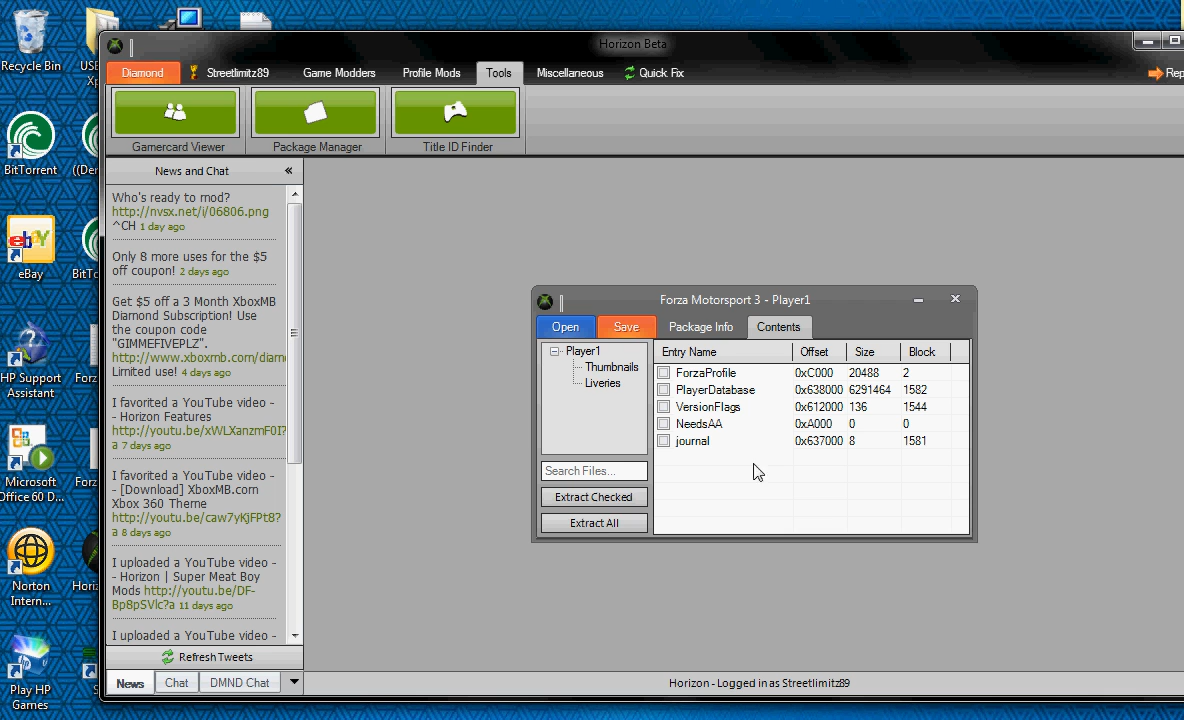 Recycle Bin
BitTorrent
eBay
HP Support
Assistant
Microsoft
Office 60 D...
Norton
Intern...
Play HP
Games
Horizon Beta
Diamond
Streetlimitz89
Game Modders
Profile Mods
Tools
Miscellaneous
Quick Fix
Gamercard Viewer
Package Manager
Title ID Finder
News and Chat
«
Who's ready to mod?
http://nvsx.net/i/06806.png
^CH 1 day ago
Only 8 more uses for the $5
off coupon! 2 days ago
Get $5 off a 3 Month XboxMB
Diamond Subscription! Use
the coupon code
"GIMMEFIVEPLZ".
http://www.xboxmb.com/diam
Limited use! 4 days ago
I favorited a YouTube video -
- Horizon Features
http://youtu.be/xWLXanzmF0I?
a 7 days ago
I favorited a YouTube video -
- [Download] XboxMB.com
Xbox 360 Theme
http://youtu.be/caw7yKjFPt8?
a 8 days ago
I uploaded a YouTube video -
- Horizon | Super Meat Boy
Mods http://youtu.be/DF-
Bp8pSVlc?a 11 days ago
I uploaded a YouTube video -
Refresh Tweets
News
Chat
DMND Chat
Forza Motorsport 3 - Player1
Open
Save
Package Info
Contents
Player1
Thumbnails
Liveries
Search Files...
Extract Checked
Extract All
Entry Name Offset Size Block
ForzaProfile 0xC000 20488 2
PlayerDatabase 0x638000 6291464 1582
VersionFlags 0x612000 136 1544
NeedsAA 0xA000 0 0
journal 0x637000 8 1581
Horizon - Logged in as Streetlimitz89